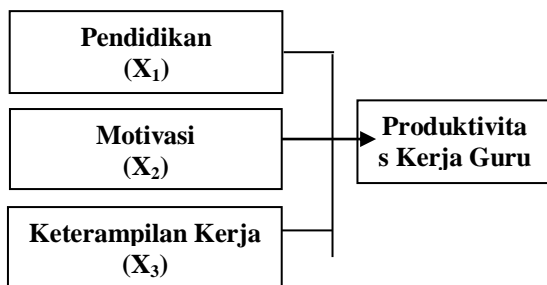 Pendidikan
(X₁)
Motivasi
(X₂)
Keterampilan Kerja
(X₃)
Produktivita
s Kerja Guru